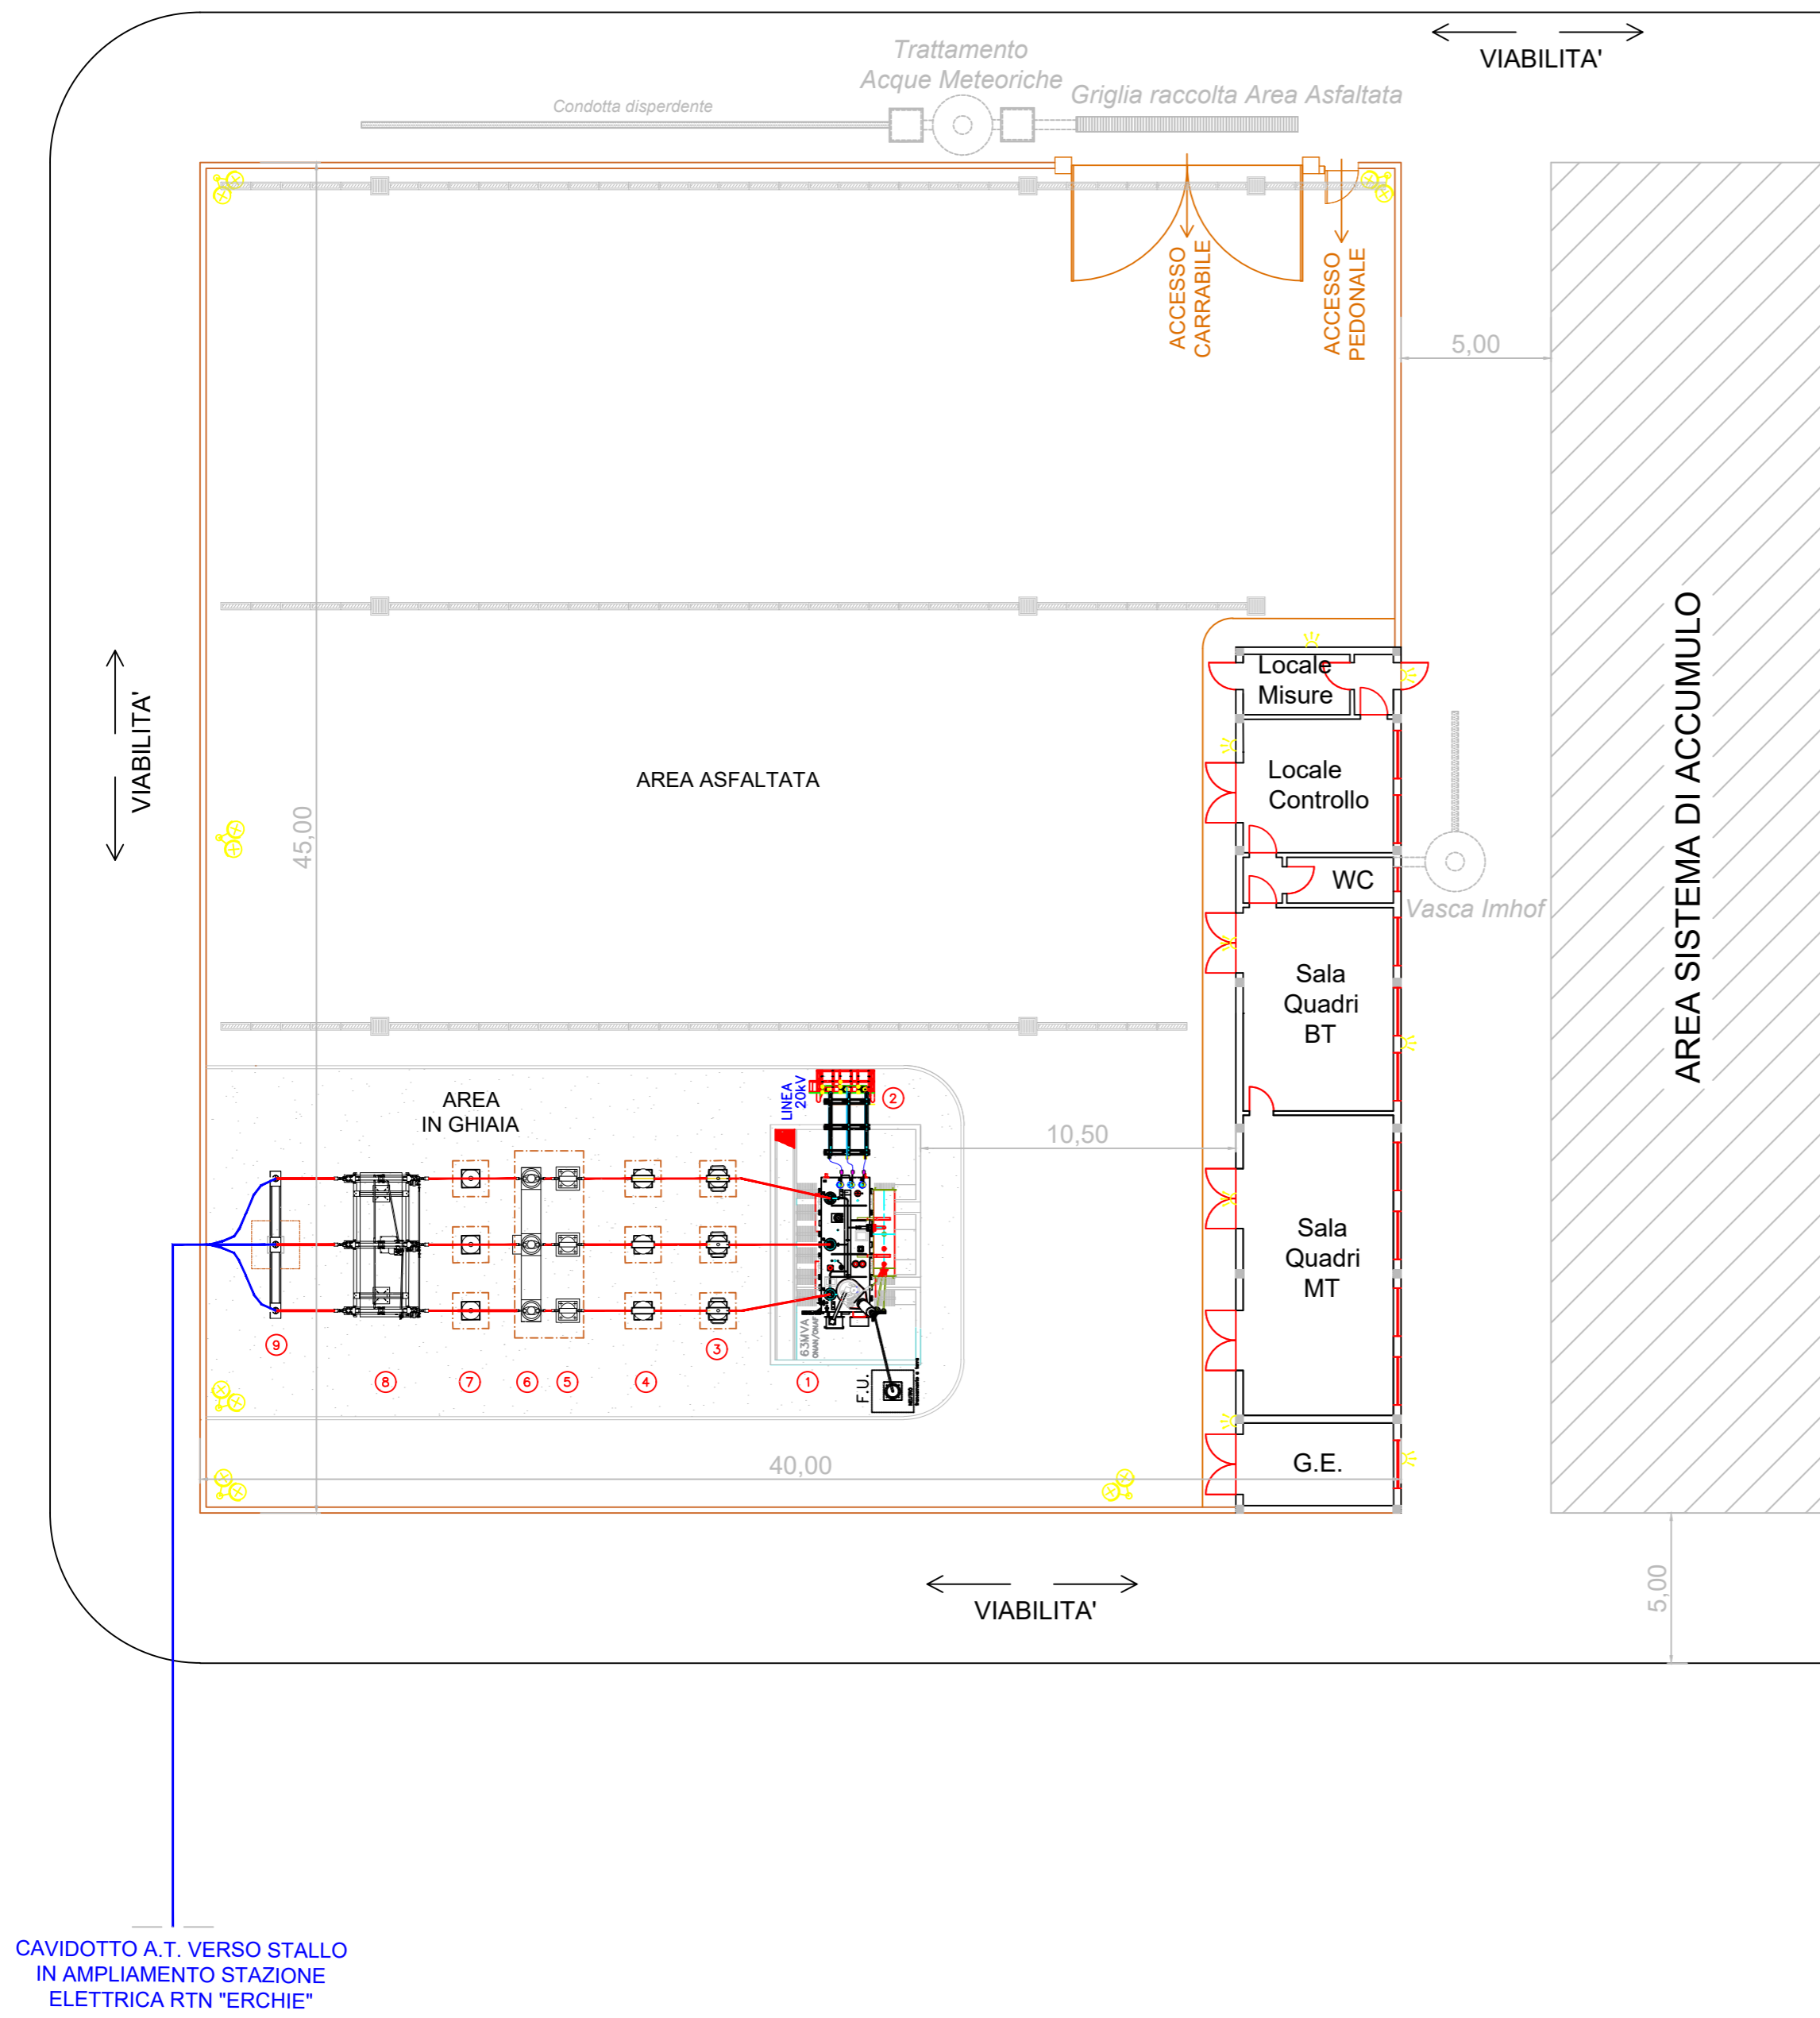 VIABILITA'
Trattamento
Acque Meteoriche
Griglia raccolta Area Asfaltata
Condotta disperdente
ACCESSO
CARRABILE
ACCESSO
PEDONALE
5,00
VIABILITA'
45,00
AREA ASFALTATA
Locale
Misure
Locale
Controllo
WC
Vasca Imhof
Sala
Quadri
BT
AREA SISTEMA DI ACCUMULO
AREA
IN GHIAIA
LINEA
20kV
2
10,50
Sala
Quadri
MT
9
8
7
6
5
4
3
1
63MVA
ONAN/ONAF
F.U.
G.E.
40,00
VIABILITA'
5,00
CAVIDOTTO A.T. VERSO STALLO
IN AMPLIAMENTO STAZIONE
ELETTRICA RTN "ERCHIE"